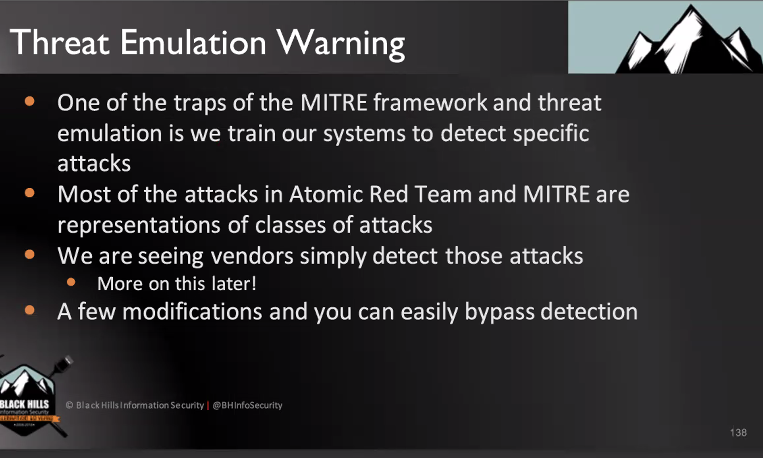 Threat Emulation Warning
One of the traps of the MITRE framework and threat
emulation is we train our systems to detect specific
attacks
Most of the attacks in Atomic Red Team and MITRE are
representations of classes of attacks
We are seeing vendors simply detect those attacks
More on this later!
A few modifications and you can easily bypass detection
BLACK HILLS
Information Security
© Black Hills Information Security | @BHInfoSecurity
138